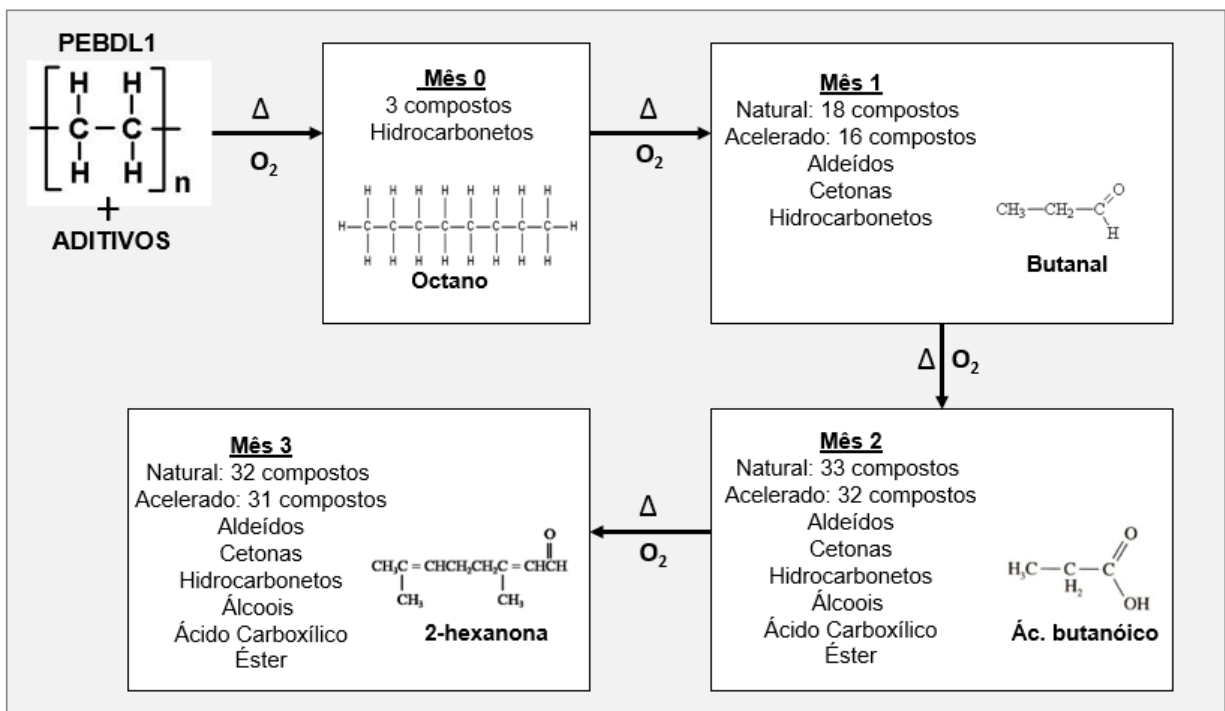 PEBDL1
H H
C C
H H
n
+
ADITIVOS
Δ
O₂
Mês 0
3 compostos
Hidrocarbonetos
H H H H H H H H
H C C C C C C C C H
H H H H H H H H
Octano
Δ
O₂
Mês 1
Natural: 18 compostos
Acelerado: 16 compostos
Aldeídos
Cetonas
Hidrocarbonetos
O
CH₃—CH₂—C
H
Butanal
Δ O₂
Mês 2
Natural: 33 compostos
Acelerado: 32 compostos
Aldeídos
Cetonas
Hidrocarbonetos
Álcoois
Ácido Carboxílico
Éster
O
H₃C — C — C
H₂
OH
Ác. butanóico
Δ
O₂
Mês 3
Natural: 32 compostos
Acelerado: 31 compostos
Aldeídos
Cetonas
Hidrocarbonetos
Álcoois
Ácido Carboxílico
Éster
O
CH₃C = CHCH₂CH₂C = CHCH
CH₃ CH₃
2-hexanona